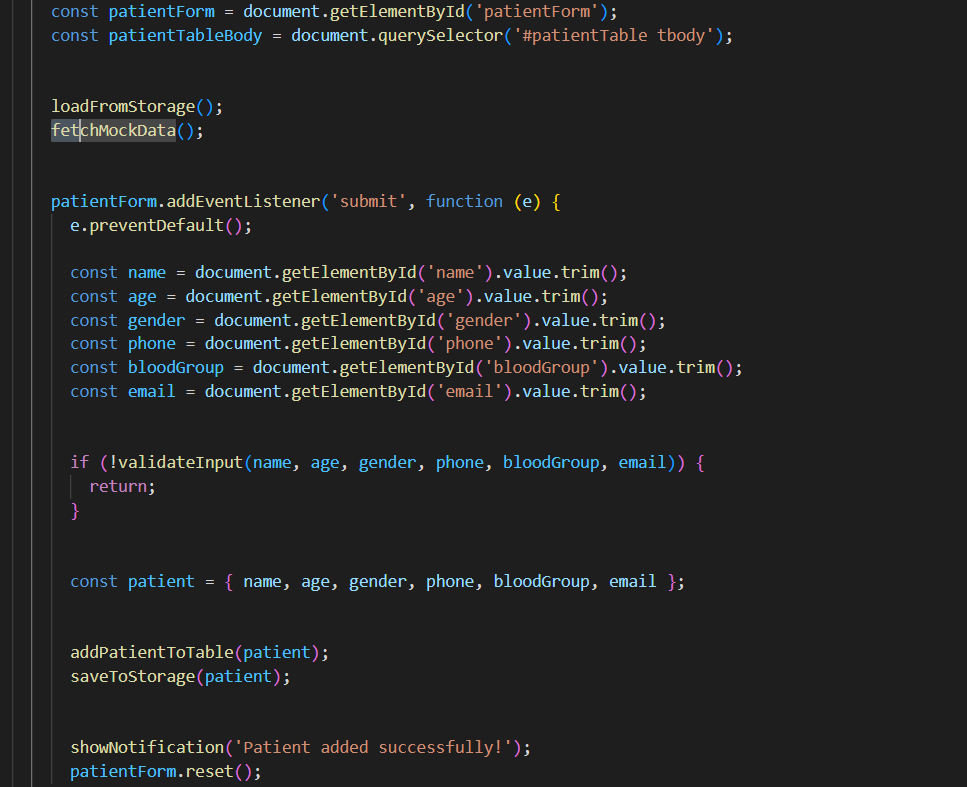 const patientForm = document.getElementById('patientForm');
const patientTableBody = document.querySelector('#patientTable tbody');
loadFromStorage();
fetchMockData();
patientForm.addEventListener('submit', function (e) {
e.preventDefault();
const name = document.getElementById('name').value.trim();
const age = document.getElementById('age').value.trim();
const gender = document.getElementById('gender').value.trim();
const phone = document.getElementById('phone').value.trim();
const bloodGroup = document.getElementById('bloodGroup').value.trim();
const email = document.getElementById('email').value.trim();
if (!validateInput(name, age, gender, phone, bloodGroup, email)) {
return;
}
const patient = { name, age, gender, phone, bloodGroup, email };
addPatientToTable(patient);
saveToStorage(patient);
showNotification('Patient added successfully!');
patientForm.reset();